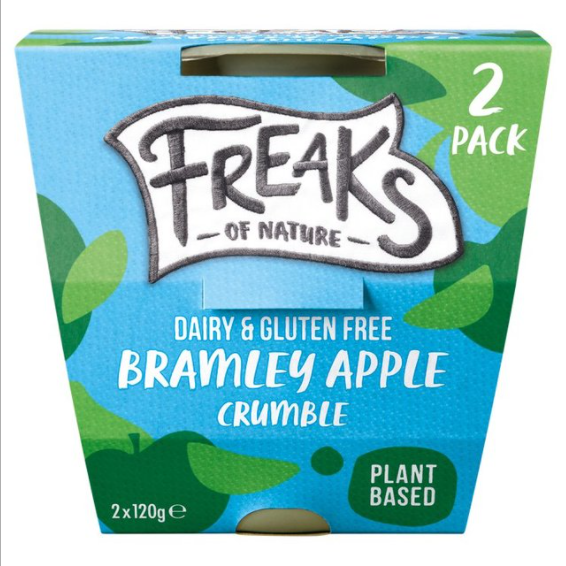 2
PACK
FREAKS
— OF NATURE —
DAIRY & GLUTEN FREE
BRAMLEY APPLE
CRUMBLE
PLANT
BASED
2x120g℮